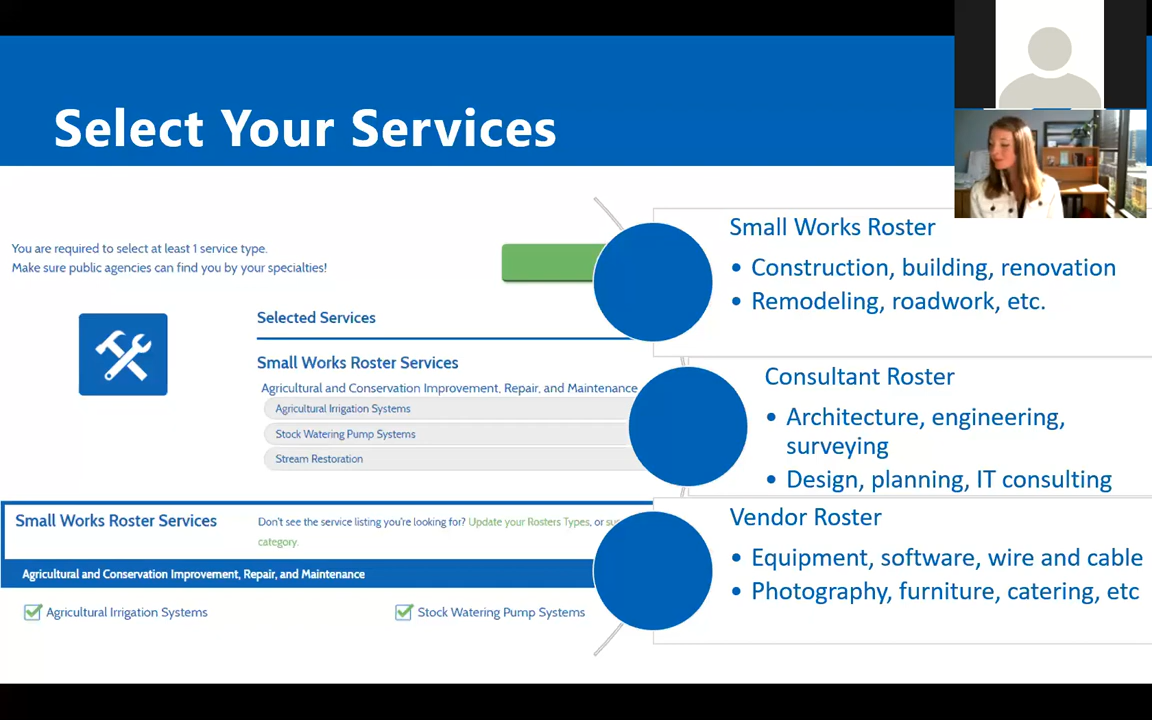 Select Your Services
You are required to select at least 1 service type.
Make sure public agencies can find you by your specialties!
Selected Services
Small Works Roster Services
Agricultural and Conservation Improvement, Repair, and Maintenance
Agricultural Irrigation Systems
Stock Watering Pump Systems
Stream Restoration
Small Works Roster Services
Don't see the service listing you're looking for? Update your Rosters Types, or
category.
Agricultural and Conservation Improvement, Repair, and Maintenance
Agricultural Irrigation Systems
Stock Watering Pump Systems
Small Works Roster
• Construction, building, renovation
• Remodeling, roadwork, etc.
Consultant Roster
• Architecture, engineering,
surveying
• Design, planning, IT consulting
Vendor Roster
• Equipment, software, wire and cable
• Photography, furniture, catering, etc